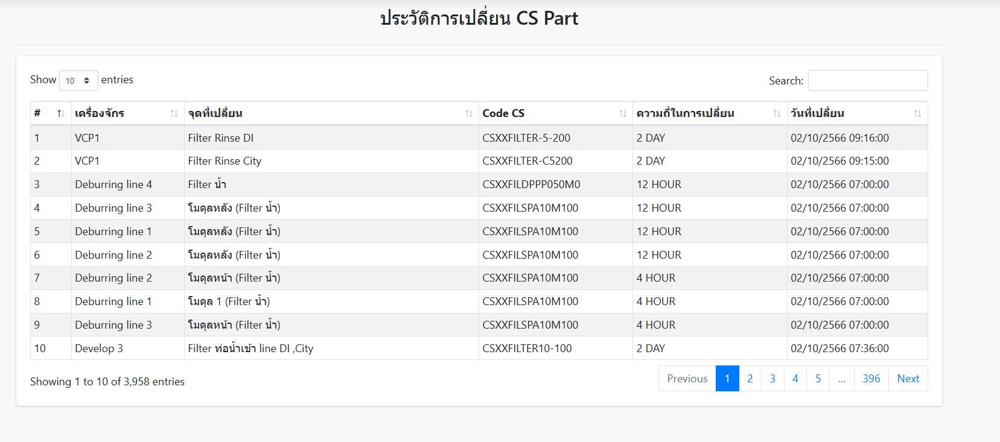 ประวัติการเปลี่ยน CS Part
Show 10 entries Search:
# เครื่องจักร จุดที่เปลี่ยน Code CS ความถี่ในการเปลี่ยน วันที่เปลี่ยน
1 VCP1 Filter Rinse DI CSXXFILTER-5-200 2 DAY 02/10/2566 09:16:00
2 VCP1 Filter Rinse City CSXXFILTER-C5200 2 DAY 02/10/2566 09:15:00
3 Deburring line 4 Filter น้ำ CSXXFILDPPP050M0 12 HOUR 02/10/2566 07:00:00
4 Deburring line 3 โมดุลหลัง (Filter น้ำ) CSXXFILSPA10M100 12 HOUR 02/10/2566 07:00:00
5 Deburring line 1 โมดุลหลัง (Filter น้ำ) CSXXFILSPA10M100 12 HOUR 02/10/2566 07:00:00
6 Deburring line 2 โมดุลหลัง (Filter น้ำ) CSXXFILSPA10M100 12 HOUR 02/10/2566 07:00:00
7 Deburring line 2 โมดุลหน้า (Filter น้ำ) CSXXFILSPA10M100 4 HOUR 02/10/2566 07:00:00
8 Deburring line 1 โมดุล 1 (Filter น้ำ) CSXXFILSPA10M100 4 HOUR 02/10/2566 07:00:00
9 Deburring line 3 โมดุลหน้า (Filter น้ำ) CSXXFILSPA10M100 4 HOUR 02/10/2566 07:00:00
10 Develop 3 Filter ท่อน้ำเข้า line DI ,City CSXXFILTER10-100 2 DAY 02/10/2566 07:36:00
Showing 1 to 10 of 3,958 entries Previous 1 2 3 4 5 ... 396 Next